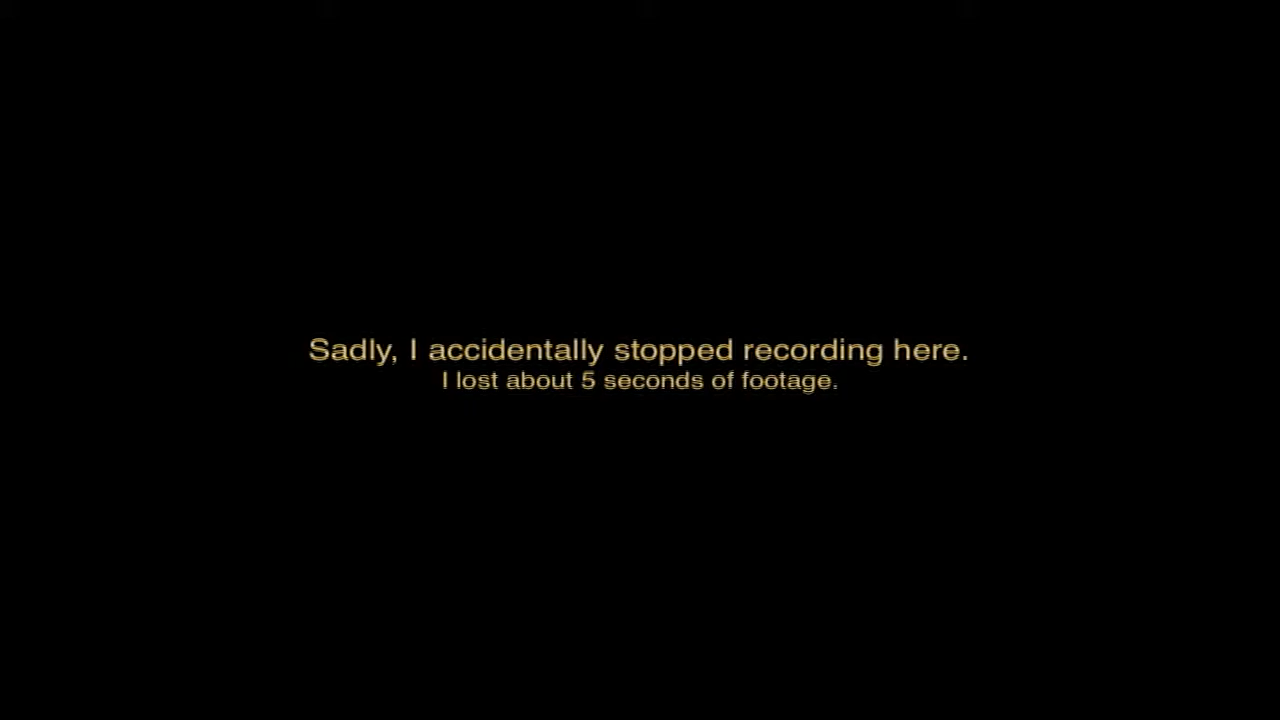 Sadly, I accidentally stopped recording here.
I lost about 5 seconds of footage.